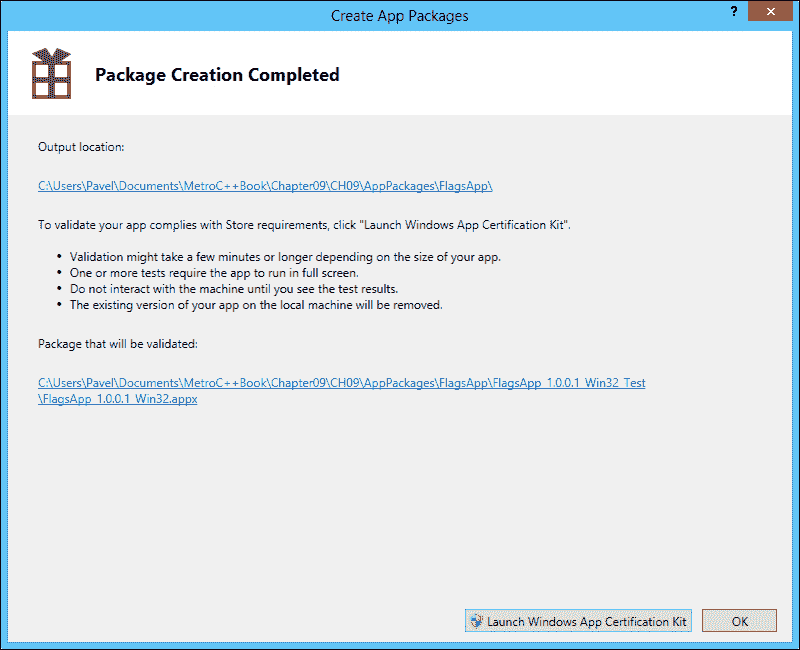 Create App Packages
?
Package Creation Completed
Output location:
C:\Users\Pavel\Documents\MetroC++Book\Chapter09\CH09\AppPackages\FlagsApp\
To validate your app complies with Store requirements, click "Launch Windows App Certification Kit".
• Validation might take a few minutes or longer depending on the size of your app.
• One or more tests require the app to run in full screen.
• Do not interact with the machine until you see the test results.
• The existing version of your app on the local machine will be removed.
Package that will be validated:
C:\Users\Pavel\Documents\MetroC++Book\Chapter09\CH09\AppPackages\FlagsApp\FlagsApp_1.0.0.1_Win32_Test
\FlagsApp_1.0.0.1_Win32.appx
Launch Windows App Certification Kit
OK